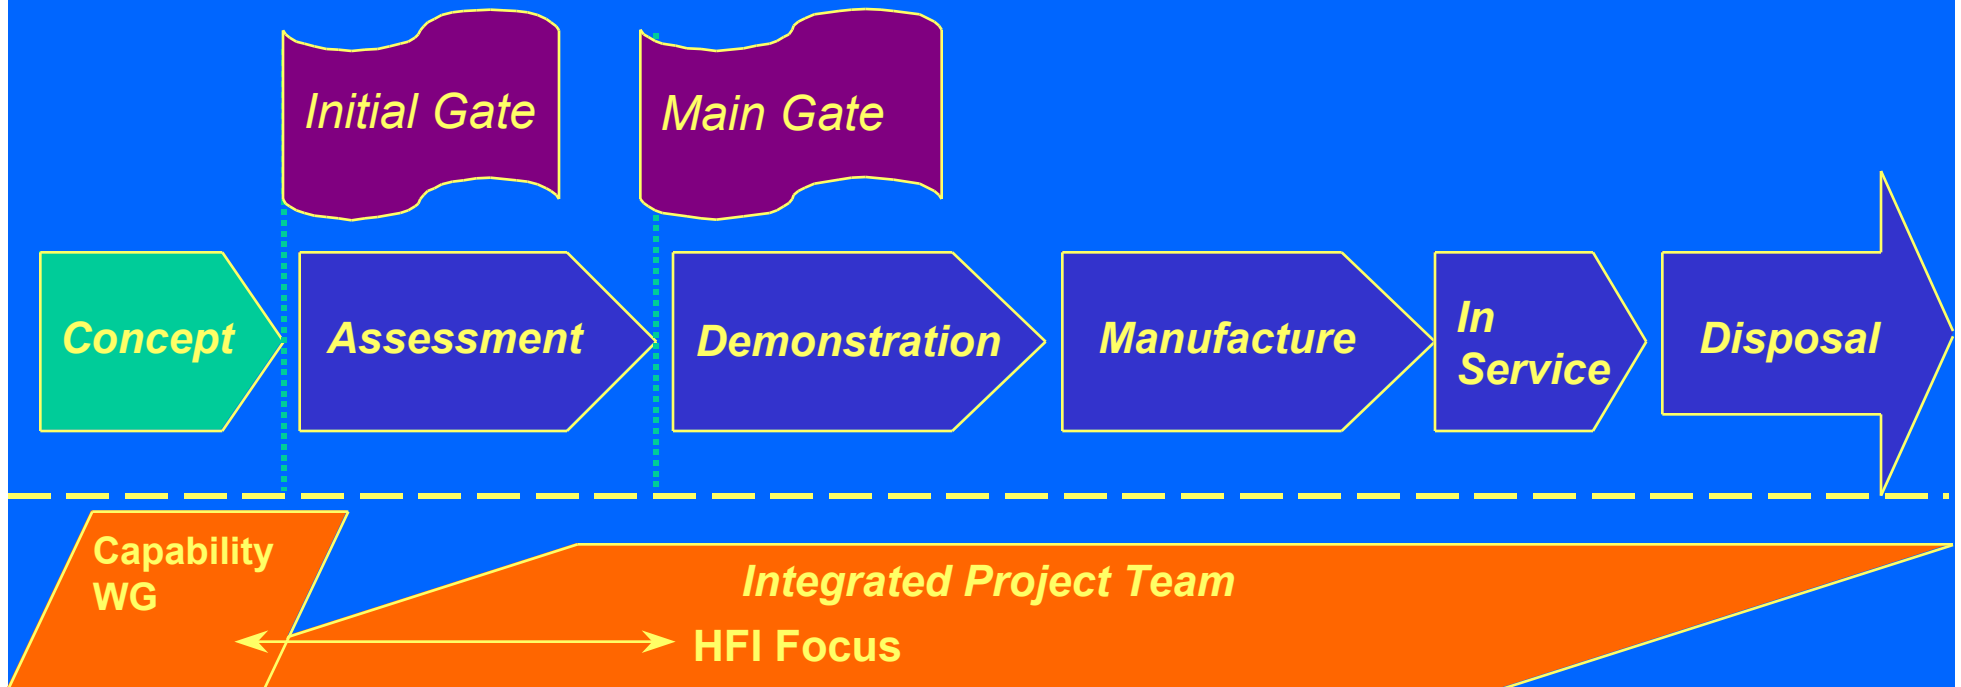 Initial Gate
Main Gate
Concept
Assessment
Demonstration
Manufacture
In
Service
Disposal
Capability
WG
Integrated Project Team
HFI Focus